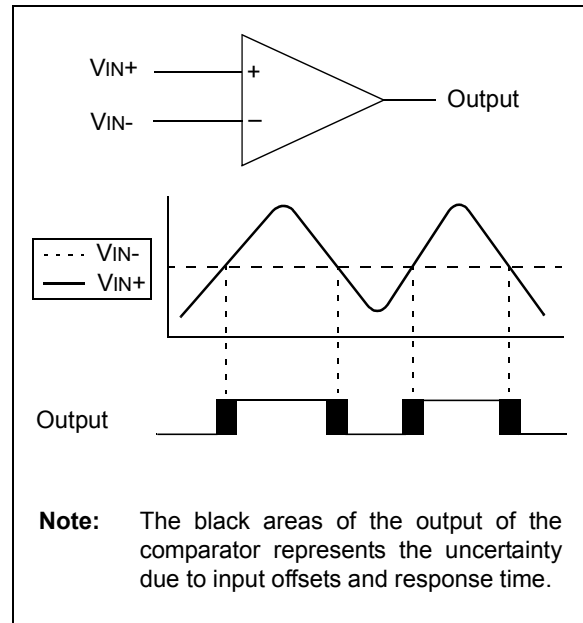 VIN+
+
Output
VIN-
–
VIN-
VIN+
Output
Note: The black areas of the output of the
comparator represents the uncertainty
due to input offsets and response time.